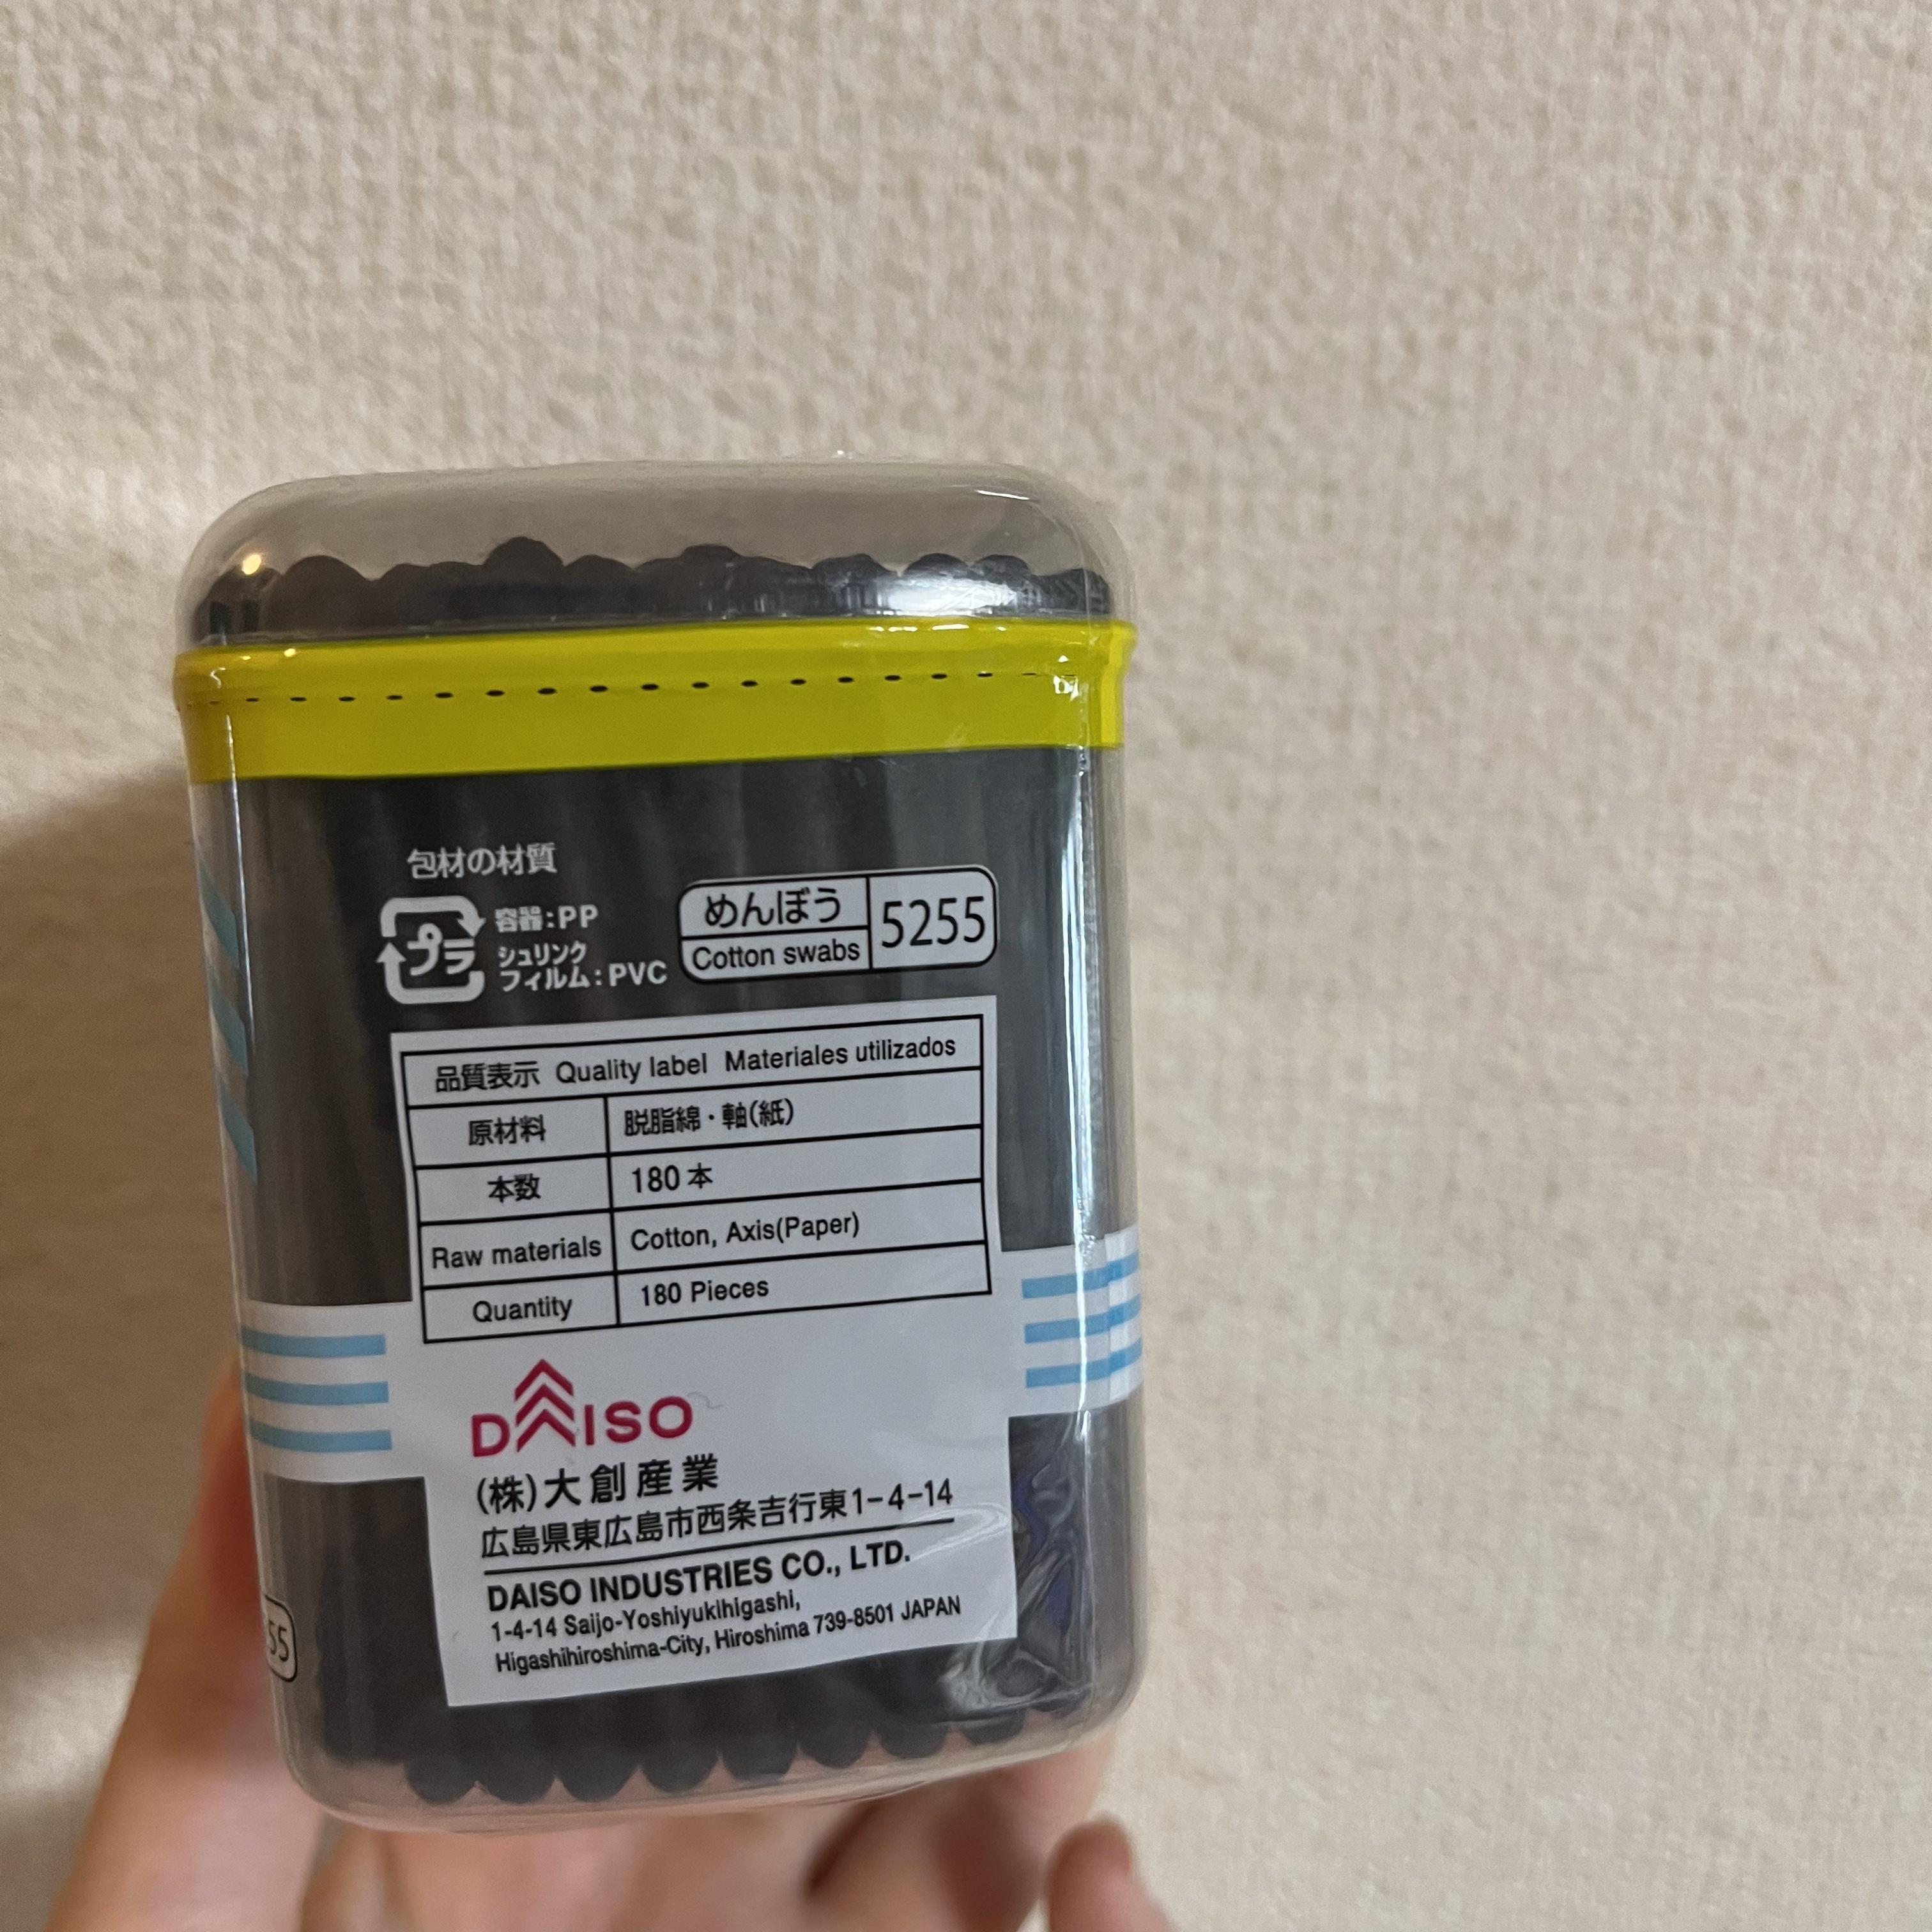 包材の材質
プラ
容器:PP
シュリンク
フィルム:PVC
めんぼう
Cotton swabs
5255
品質表示 Quality label Materiales utilizados
原材料 脱脂綿・軸(紙)
本数 180本
Raw materials Cotton, Axis(Paper)
Quantity 180 Pieces
DAISO
(株)大創産業
広島県東広島市西条吉行東1-4-14
DAISO INDUSTRIES CO., LTD.
1-4-14 Saijo-Yoshiyukihigashi,
Higashihiroshima-City, Hiroshima 739-8501 JAPAN
55